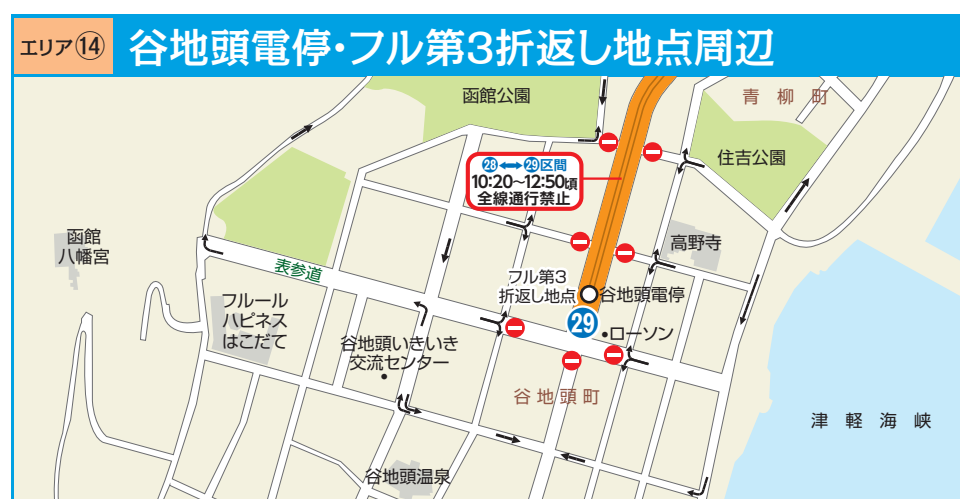 エリア⑭
谷地頭電停・フル第3折返し地点周辺
函館公園
青柳町
住吉公園
28⟷29区間
10:20~12:50頃
全線通行禁止
函館
八幡宮
高野寺
表参道
フル第3
折返し地点
谷地頭電停
フルール
ハピネス
はこだて
29
・ローソン
谷地頭いきいき
交流センター
谷地頭町
津軽海峡
谷地頭温泉